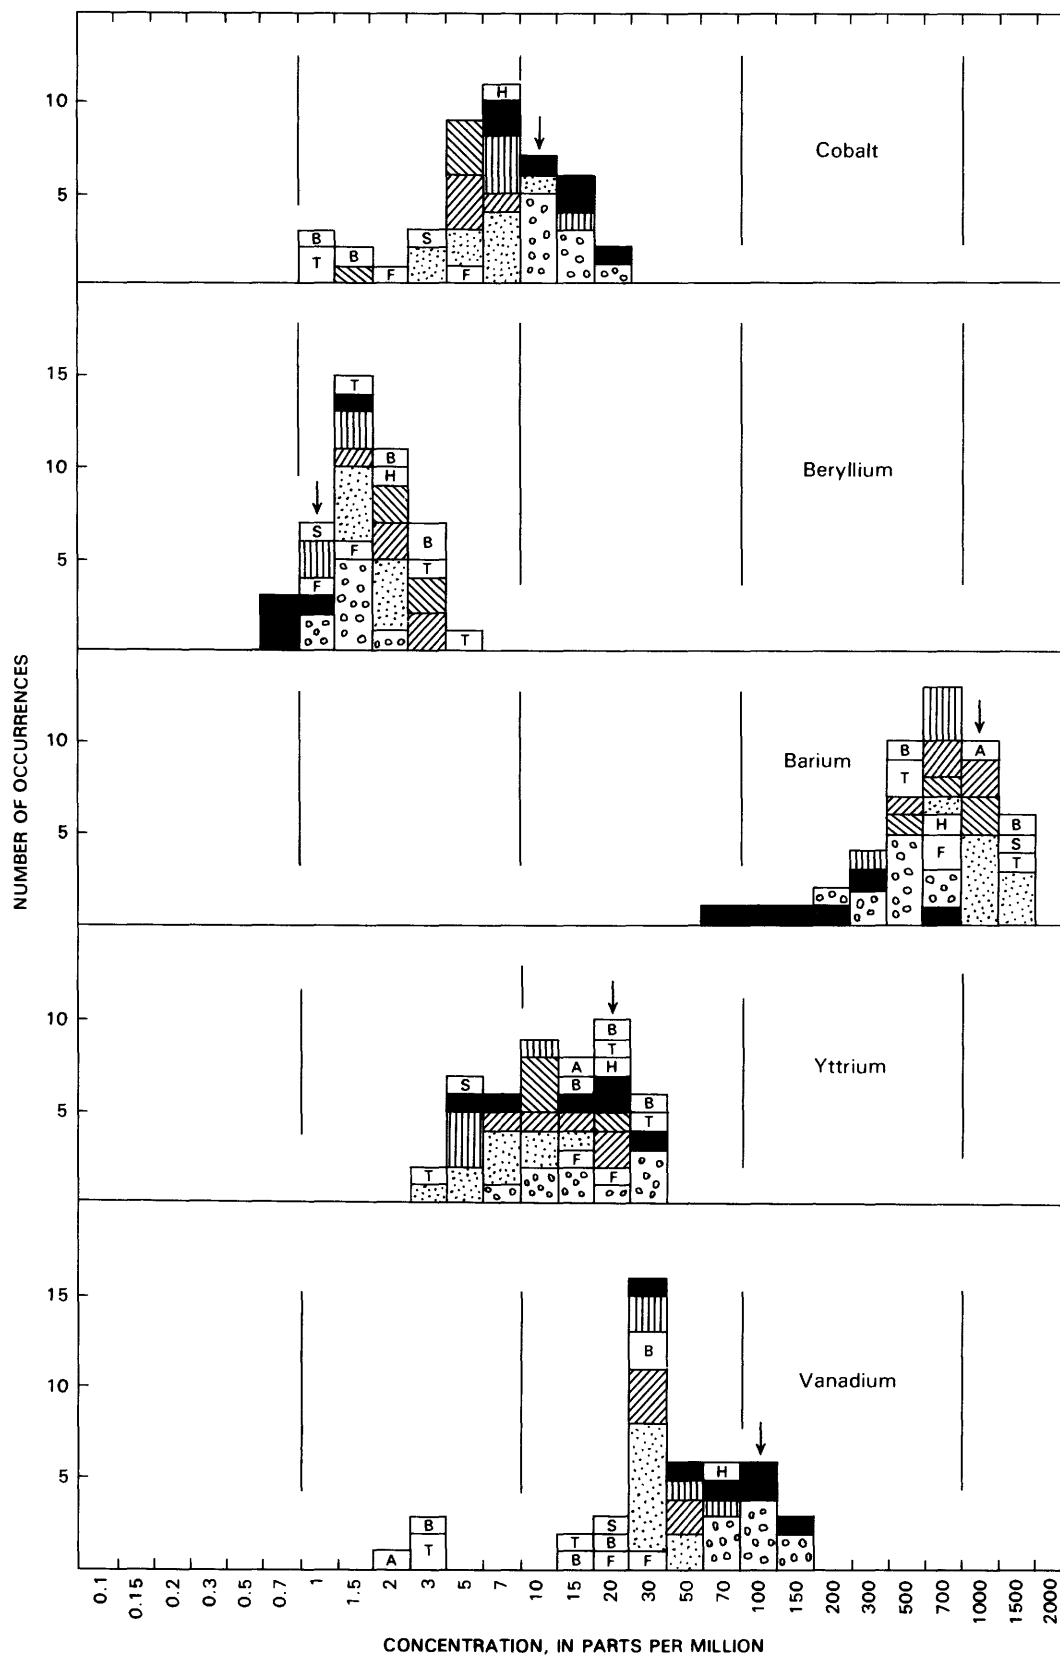 10
H
Cobalt
5
B
T
B
F
S
F
15
T
10
B
H
Beryllium
S
5
F
F
B
T
T
NUMBER OF OCCURRENCES
10
B
T
H
F
A
Barium
5
B
S
T
10
B
T
H
A
B
Yttrium
S
5
B
T
F
T
F
15
B
10
Vanadium
H
5
B
T
A
T
B
S
B
F
F
0.1 0.15 0.2 0.3 0.5 0.7 1 1.5 2 3 5 7 10 15 20 30 50 70 100 150 200 300 500 700 1000 1500 2000
CONCENTRATION, IN PARTS PER MILLION